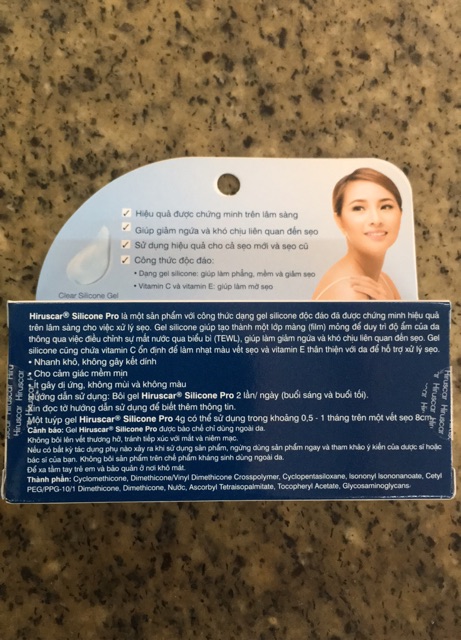 Hiệu quả được chứng minh trên lâm sàng
Giúp giảm ngứa và khó chịu liên quan đến sẹo
Sử dụng hiệu quả cho cả sẹo mới và sẹo cũ
Công thức độc đáo:
• Dạng gel silicone: giúp làm phẳng, mềm và giảm sẹo
• Vitamin C và vitamin E: giúp làm mờ sẹo
Clear Silicone Gel
Hiruscar® Silicone Pro là một sản phẩm với công thức dạng gel silicone độc đáo đã được chứng minh hiệu quả
trên lâm sàng cho việc xử lý sẹo. Gel silicone giúp tạo thành một lớp màng (film) mỏng để duy trì độ ẩm của da
thông qua việc điều chỉnh sự mất nước qua biểu bì (TEWL), giúp làm giảm ngứa và khó chịu liên quan đến sẹo. Gel
silicone cũng chứa vitamin C ổn định để làm nhạt màu vết sẹo và vitamin E thân thiện với da để hỗ trợ xử lý sẹo.
• Nhanh khô, không gây kết dính
• Cho cảm giác mềm mịn
Ít gây dị ứng, không mùi và không màu
Hướng dẫn sử dụng: Bôi gel Hiruscar® Silicone Pro 2 lần/ ngày (buổi sáng và buổi tối).
đọc tờ hướng dẫn sử dụng để biết thêm thông tin.
Một tuýp gel Hiruscar® Silicone Pro 4g có thể sử dụng trong khoảng 0,5 - 1 tháng trên một vết sẹo 8cm
Cảnh báo: Gel Hiruscar® Silicone Pro được bào chế chỉ dùng ngoài da.
Không bôi lên vết thương hở, tránh tiếp xúc với mắt và niêm mạc.
Nếu có bất kỳ tác dụng phụ nào xảy ra khi sử dụng sản phẩm, ngừng dùng sản phẩm ngay và tham khảo ý kiến của dược sĩ hoặc
bác sĩ của bạn. Không bôi sản phẩm trên chế phẩm kháng sinh dùng ngoài da.
Để xa tầm tay trẻ em và bảo quản ở nơi khô mát.
Thành phần: Cyclomethicone, Dimethicone/Vinyl Dimethicone Crosspolymer, Cyclopentasiloxane, Isononyl Isononanoate, Cetyl
PEG/PPG-10/1 Dimethicone, Dimethicone, Nước, Ascorbyl Tetraisopalmitate, Tocopheryl Acetate, Glycosaminoglycans.
Hiruscar
Hiruscar
Hiruscar